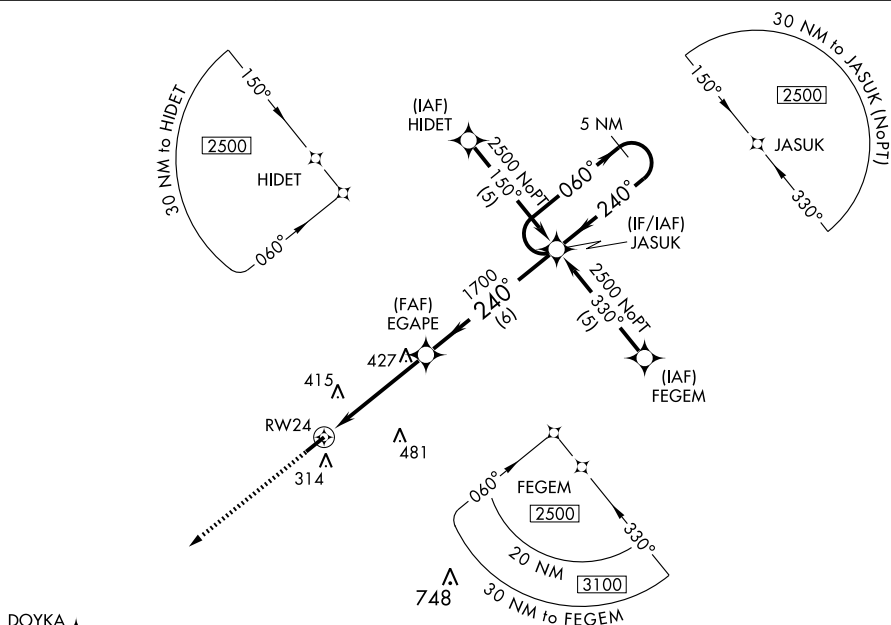 30 NM to HIDET
150°
2500
HIDET
060°
(IAF)
HIDET
2500 NoPT
150°
(5)
5 NM
060°
240°
(IF/IAF)
JASUK
30 NM to JASUK (NoPT)
150°
2500
JASUK
330°
1700
240°
(6)
2500 NoPT
330°
(5)
(FAF)
EGAPE
427
(IAF)
FEGEM
415
RW24
481
314
060°
FEGEM
2500
330°
20 NM
3100
30 NM to FEGEM
748
DOYKA